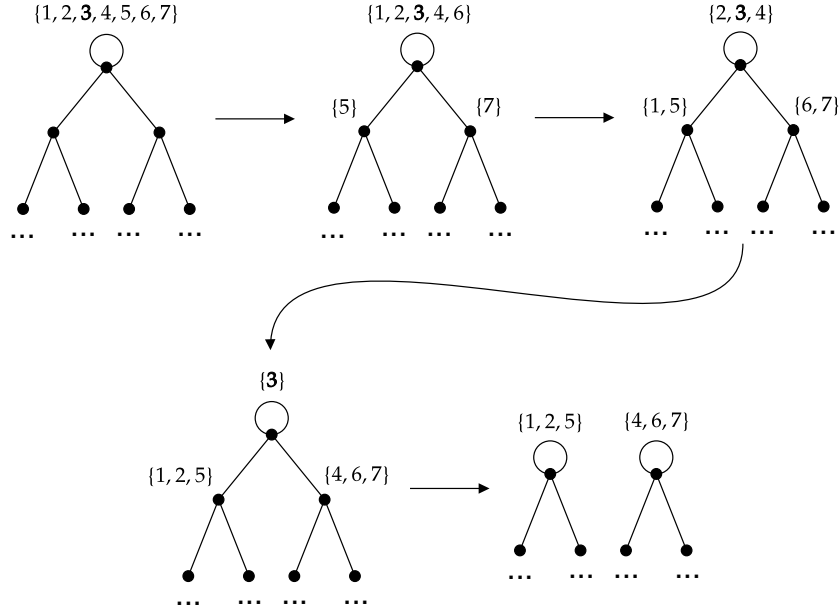 {1, 2, 3, 4, 5, 6, 7}
... ... ... ...
{1, 2, 3, 4, 6}
{5} {7}
... ... ... ...
{2, 3, 4}
{1, 5} {6, 7}
... ... ... ...
{3}
{1, 2, 5} {4, 6, 7}
... ... ... ...
{1, 2, 5} {4, 6, 7}
... ... ... ...